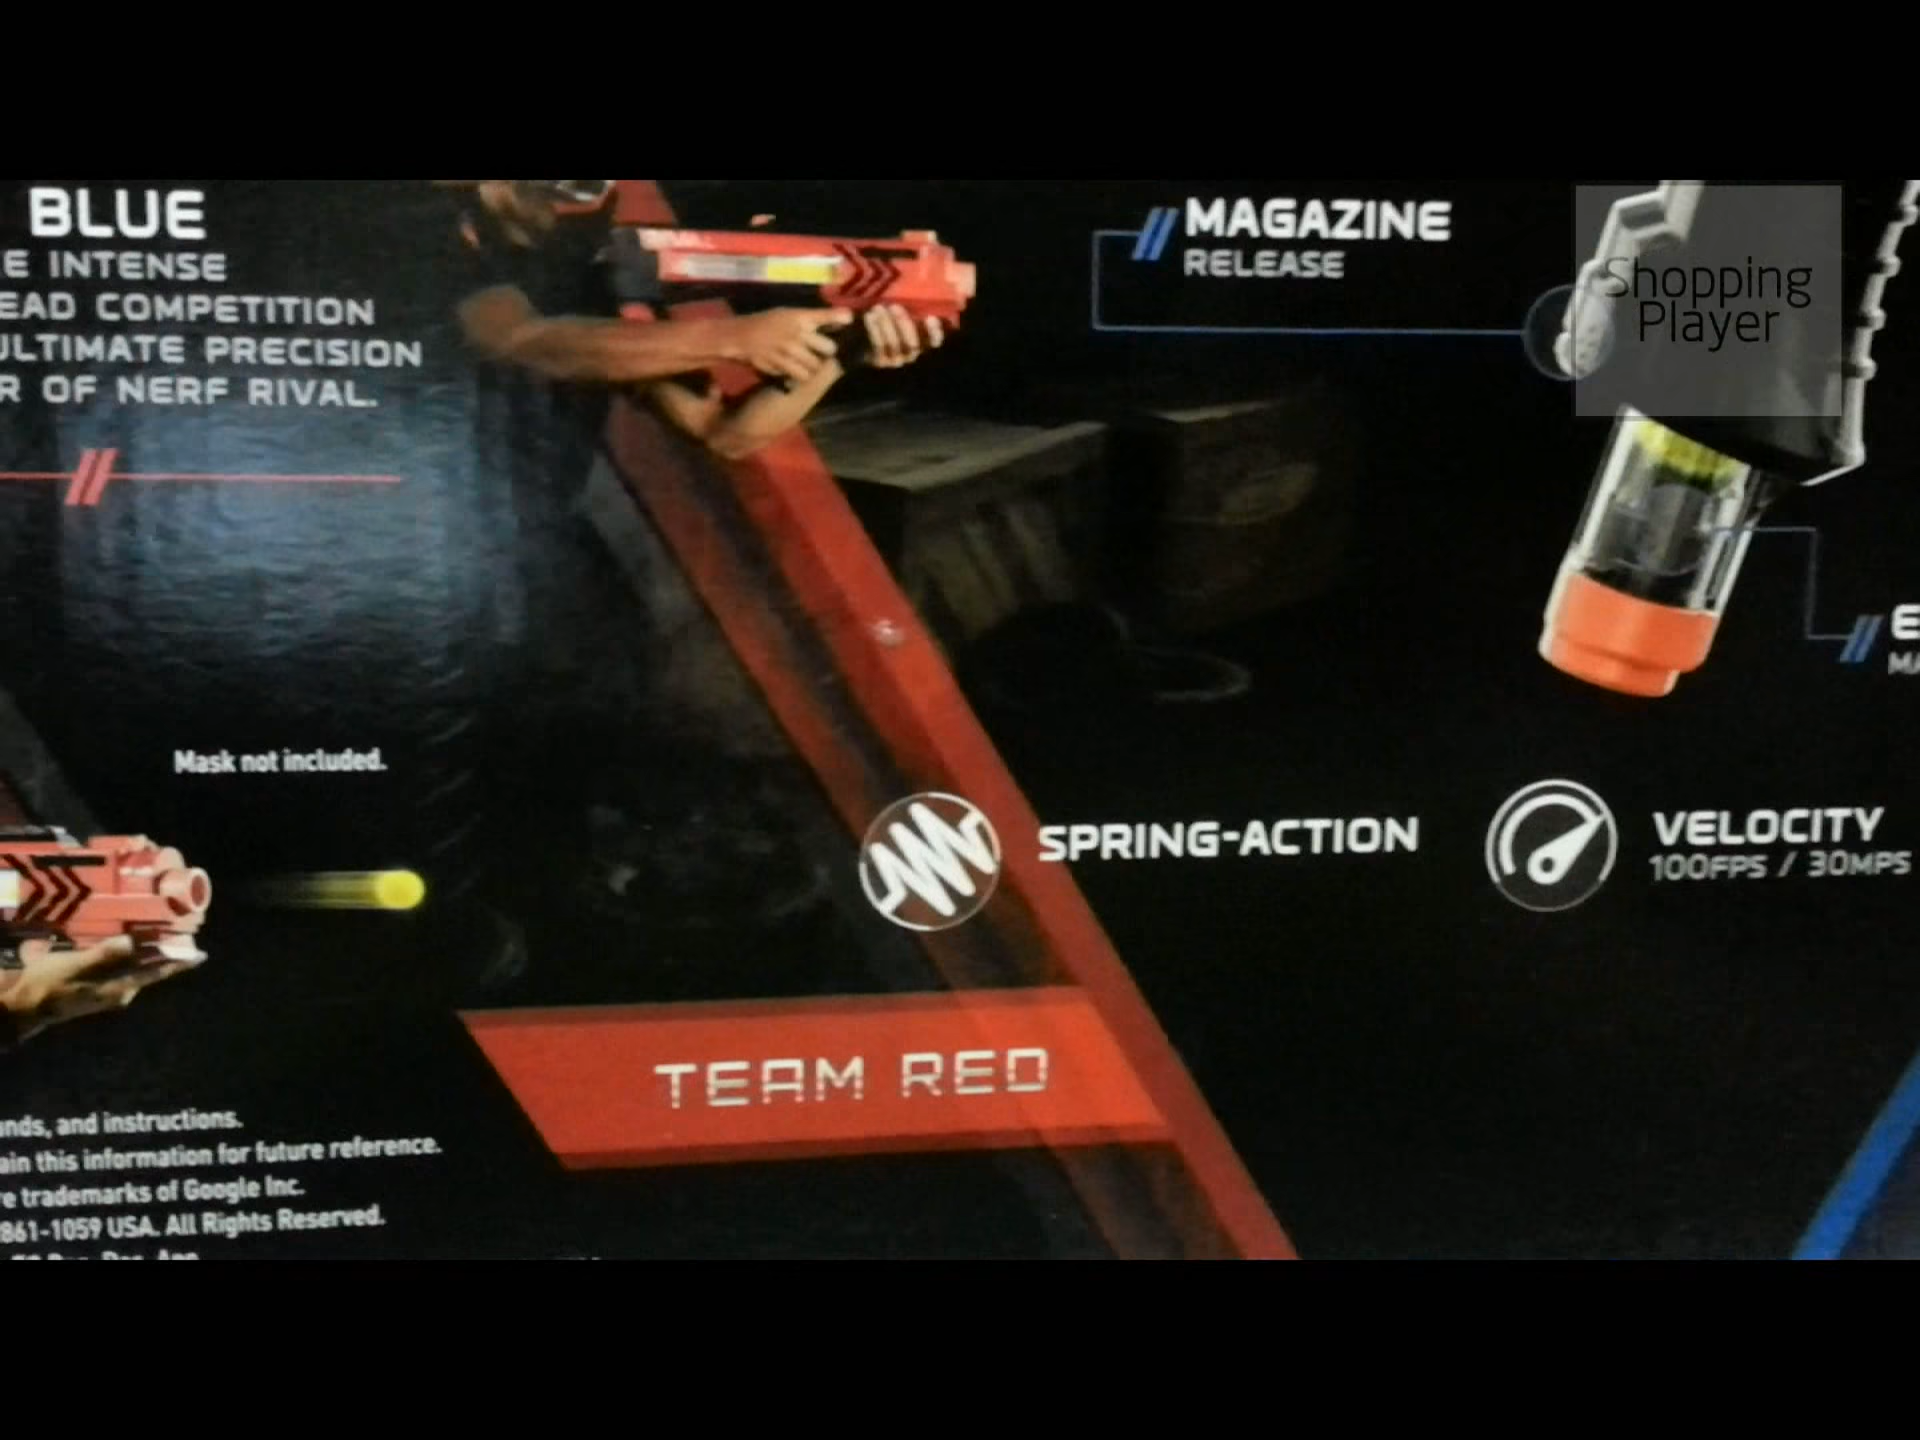 BLUE
E INTENSE
EAD COMPETITION
ULTIMATE PRECISION
R OF NERF RIVAL.
MAGAZINE
RELEASE
Shopping
Player
E
MA
Mask not included.
SPRING-ACTION
VELOCITY
100FPS / 30MPS
TEAM RED
nds, and instructions.
ain this information for future reference.
re trademarks of Google Inc.
861-1059 USA. All Rights Reserved.